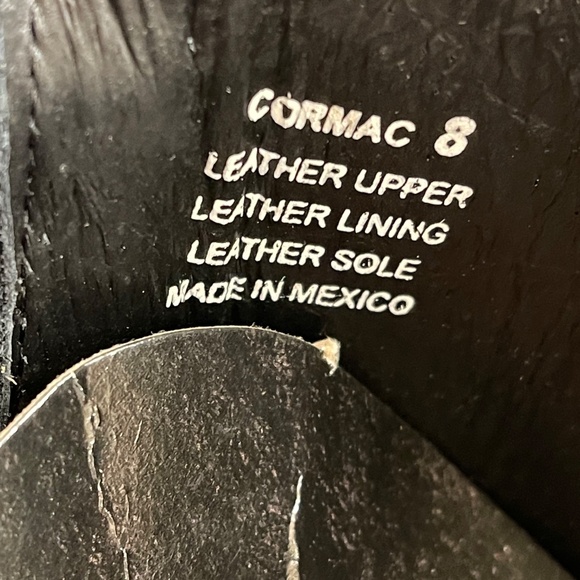 CORMAC 8
LEATHER UPPER
LEATHER LINING
LEATHER SOLE
MADE IN MEXICO